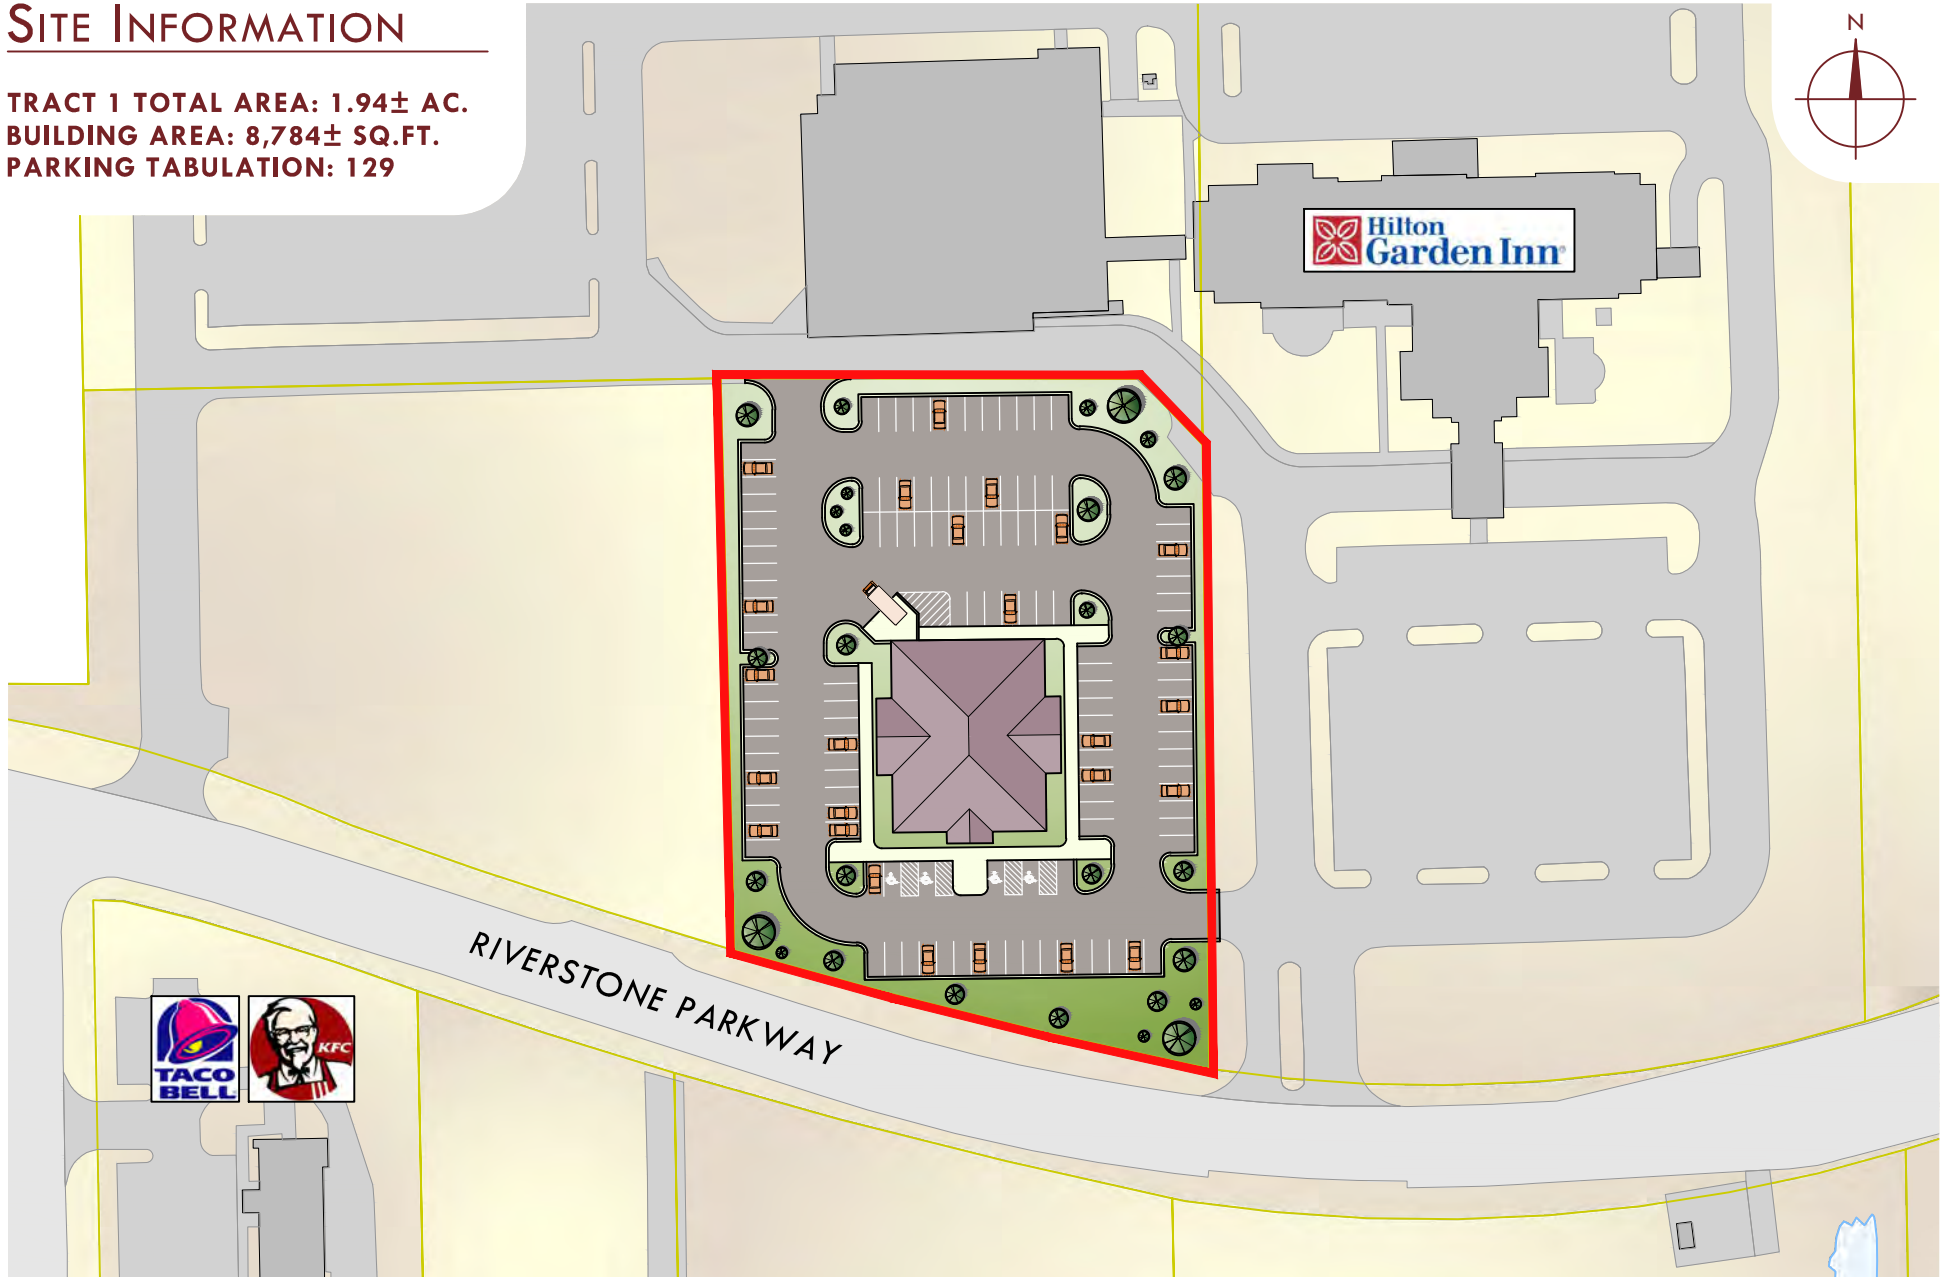 SITE INFORMATION
TRACT 1 TOTAL AREA: 1.94± AC.
BUILDING AREA: 8,784± SQ.FT.
PARKING TABULATION: 129
N
Hilton
Garden Inn
RIVERSTONE PARKWAY
TACO
BELL
KFC